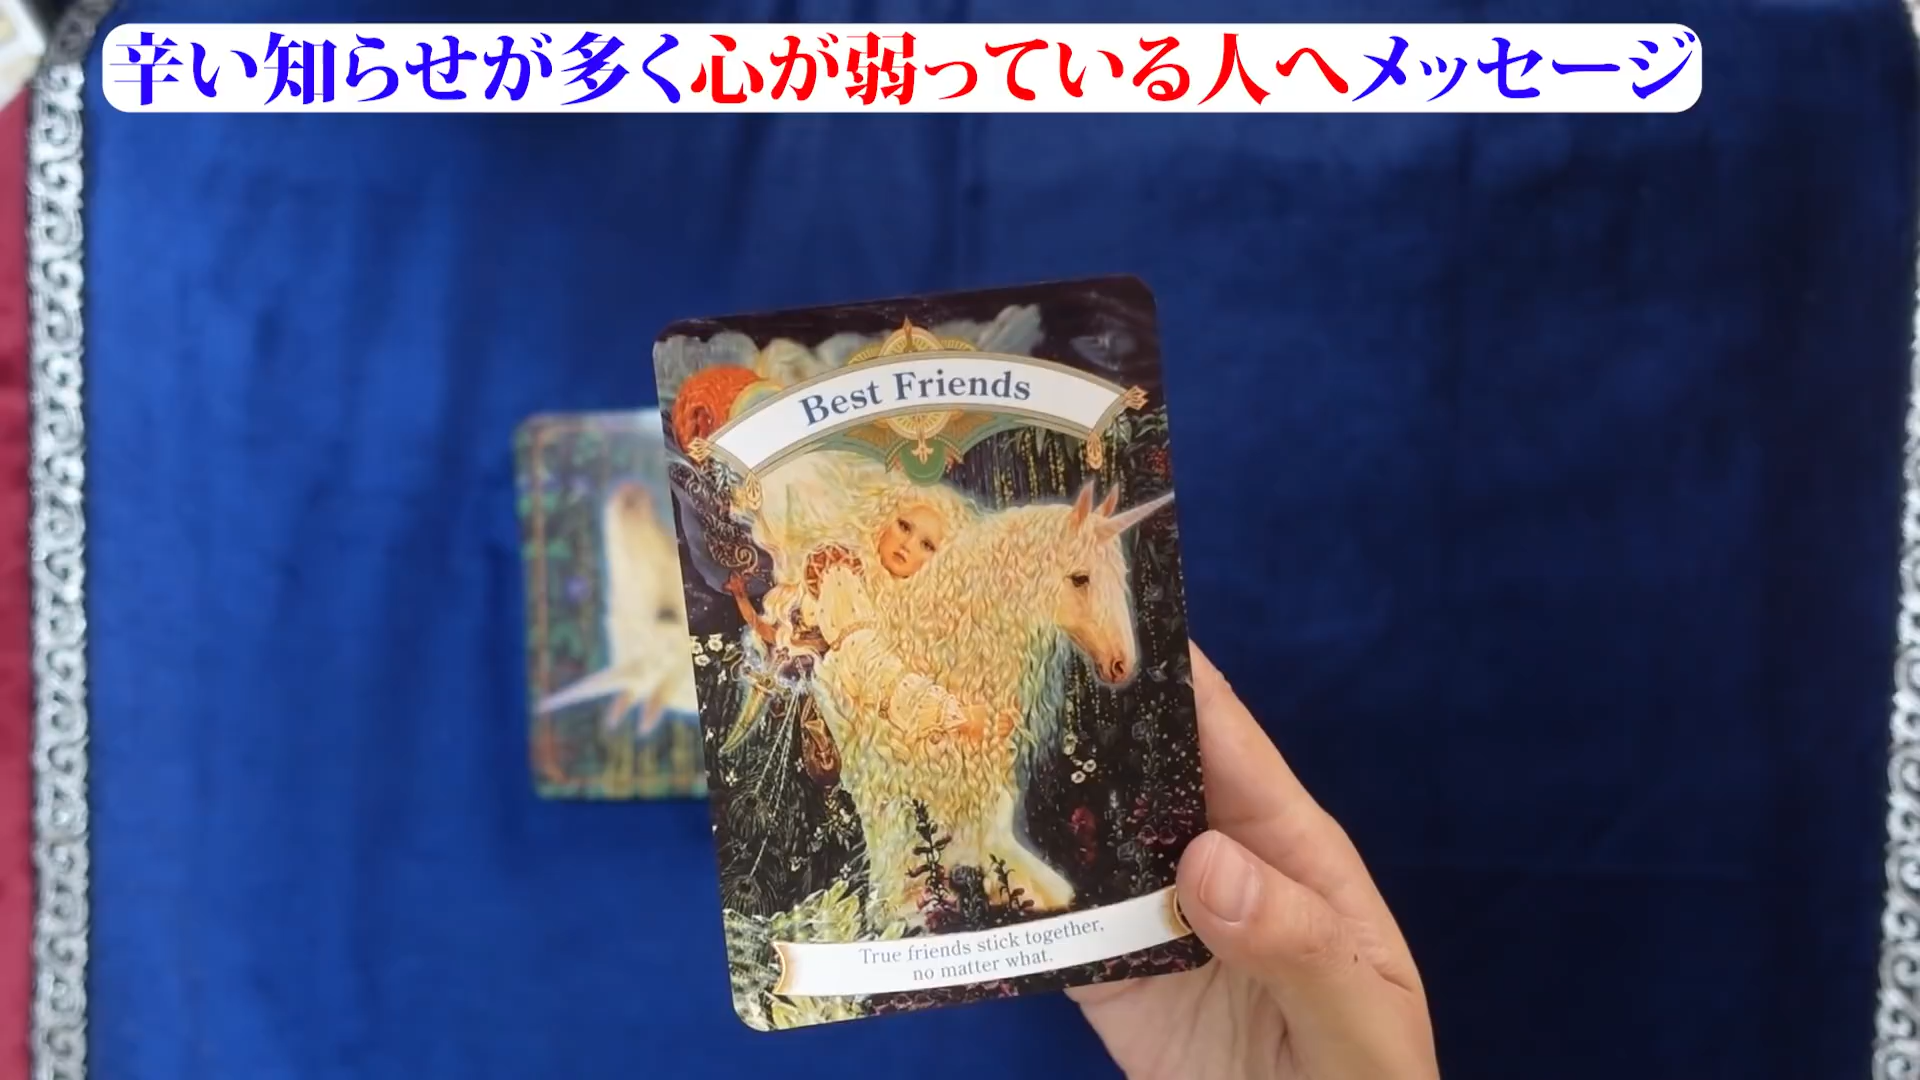 辛い知らせが多く心が弱っている人へメッセージ
Best Friends
True friends stick together,
no matter what.